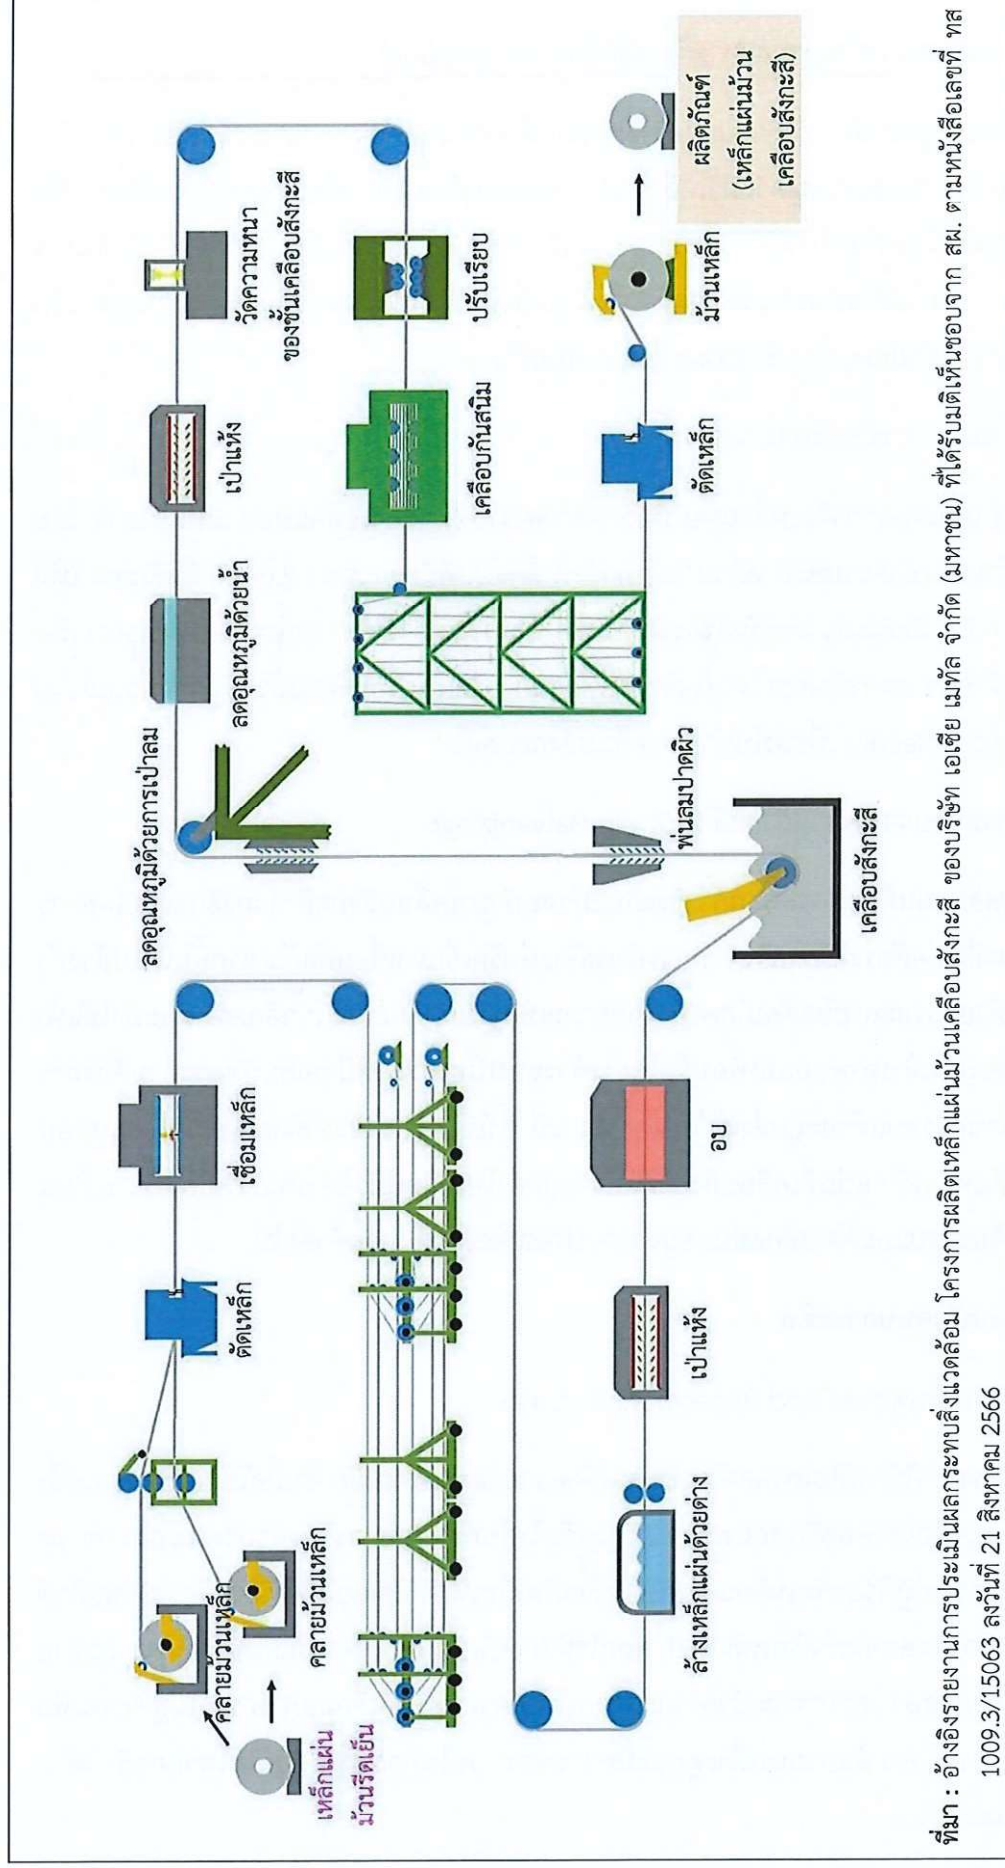 เหล็กแผ่น
ม้วนรีดเย็น
คลายม้วนเหล็ก
คลายม้วนเหล็ก
ตัดเหล็ก
เชื่อมเหล็ก
ล้างเหล็กแผ่นด้วยด่าง
เป่าแห้ง
อบ
เคลือบสังกะสี
พ่นลมปาดผิว
ลดอุณหภูมิด้วยการเป่าลม
ลดอุณหภูมิด้วยน้ำ
เป่าแห้ง
วัดความหนา
ของชั้นเคลือบสังกะสี
ปรับเรียบ
เคลือบกันสนิม
ตัดเหล็ก
ม้วนเหล็ก
ผลิตภัณฑ์
(เหล็กแผ่นม้วน
เคลือบสังกะสี)
ที่มา : อ้างอิงรายงานการประเมินผลกระทบสิ่งแวดล้อม โครงการผลิตเหล็กแผ่นม้วนเคลือบสังกะสี ของบริษัท เอเชีย เมทัล จำกัด (มหาชน) ที่ได้รับมติเห็นชอบจาก สผ. ตามหนังสือเลขที่ ทส
1009.3/15063 ลงวันที่ 21 สิงหาคม 2566